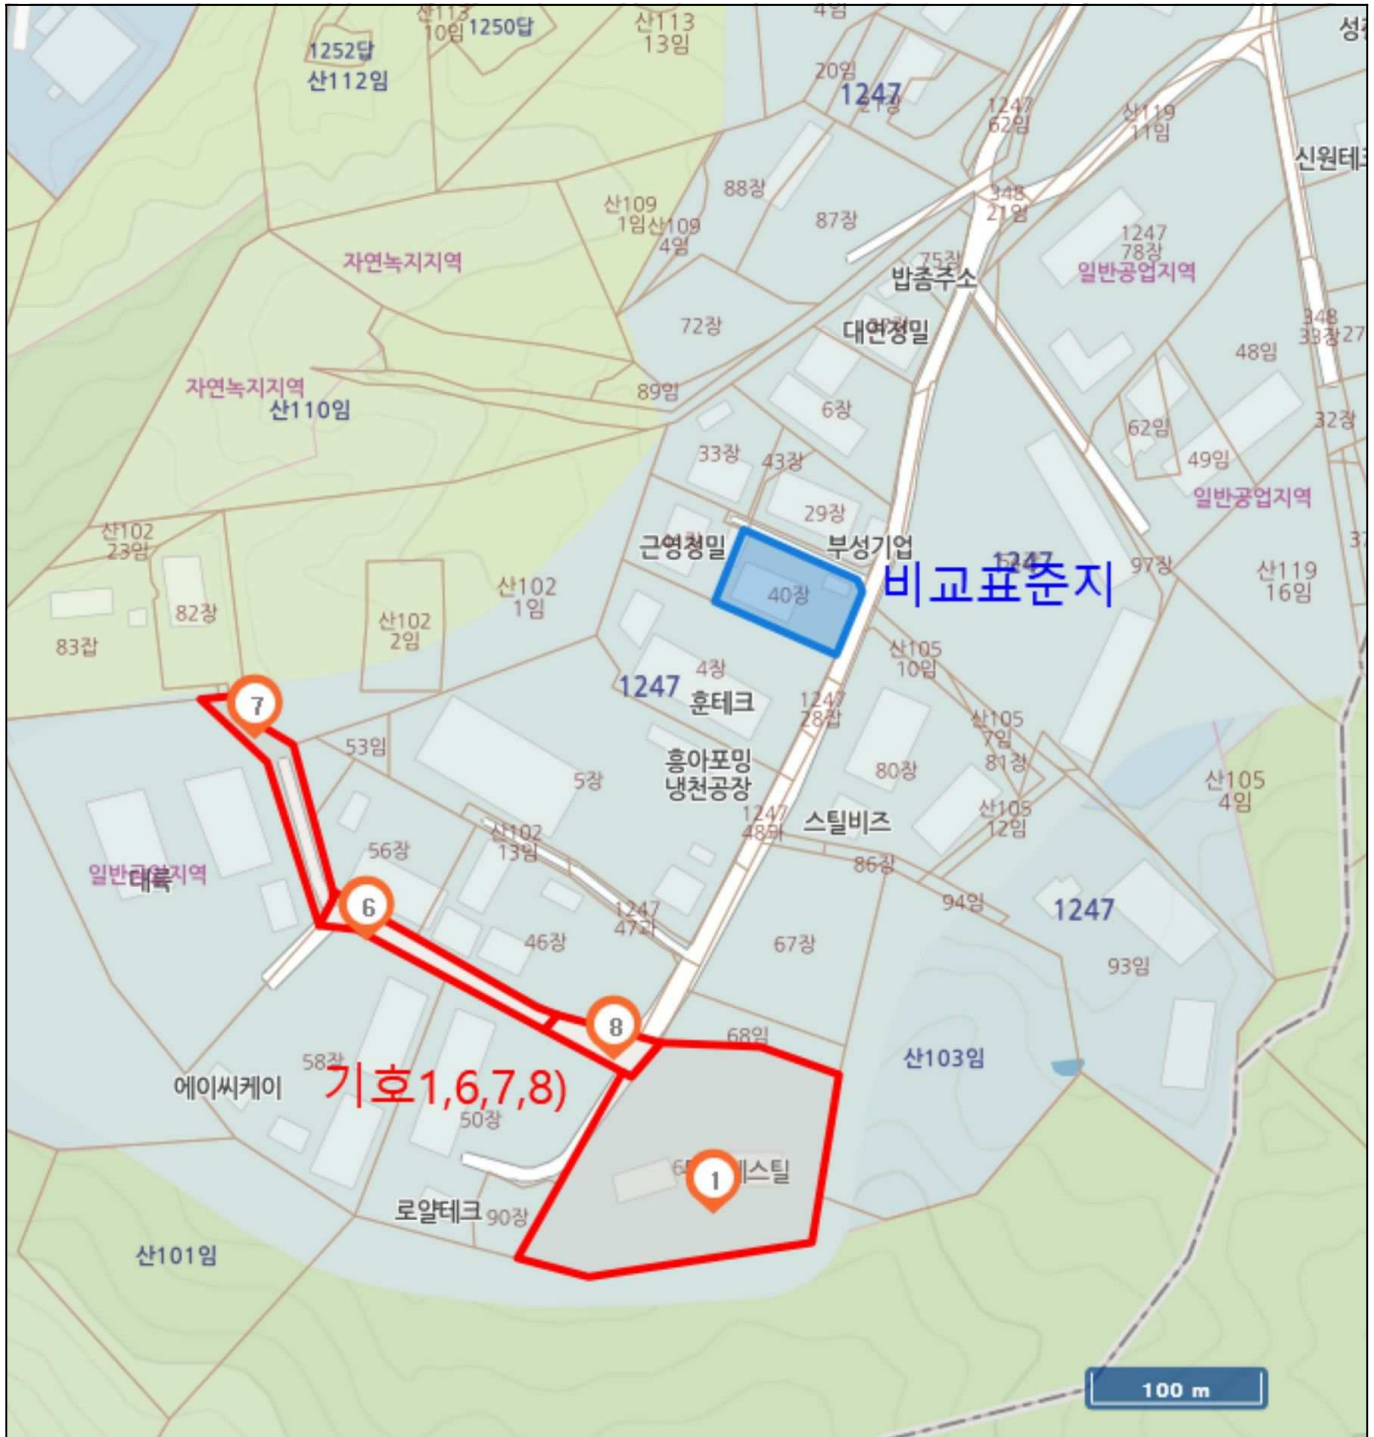 산113
10임
1250답
산113
13임
4임
성
1252답
산112임
20임
1247
21장
1247
62임
산119
11임
신원테크
88장
348
21임
산109
1임
산109
4임
87장
1247
78장
자연녹지지역
75장
밥좀주소
일반공업지역
72장
대연정밀
348
33장
27
48임
자연녹지지역
산110임
89임
6장
62임
32장
33장
43장
49임
일반공업지역
산102
23임
29장
근영정밀
부성기업
1247
비교표준지
97장
37
산119
16임
40장
82장
산102
1임
산102
2임
83잡
산105
10임
4장
1247
훈테크
1247
28잡
7
산105
7임
53임
81장
흥아포밍
냉천공장
80장
5장
산105
4임
1247
48과
스틸비즈
산105
12임
산102
13임
56장
86장
일반공업지역
대륙
6
94임
1247
1247
47과
46장
67장
93임
8
68임
산103임
58장
에이씨케이
기호1,6,7,8)
50장
스틸
1
로얄테크
90장
산101임
100 m